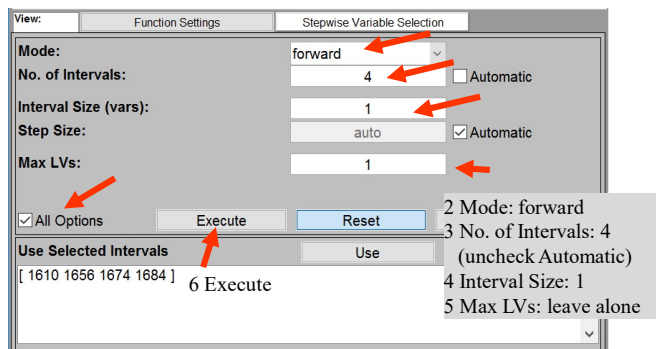 View:
Function Settings
Stepwise Variable Selection
Mode:
forward
No. of Intervals:
4
Automatic
Interval Size (vars):
1
Step Size:
auto
Automatic
Max LVs:
1
All Options
Execute
Reset
2 Mode: forward
3 No. of Intervals: 4
(uncheck Automatic)
4 Interval Size: 1
5 Max LVs: leave alone
Use Selected Intervals
Use
[ 1610 1656 1674 1684 ]
6 Execute